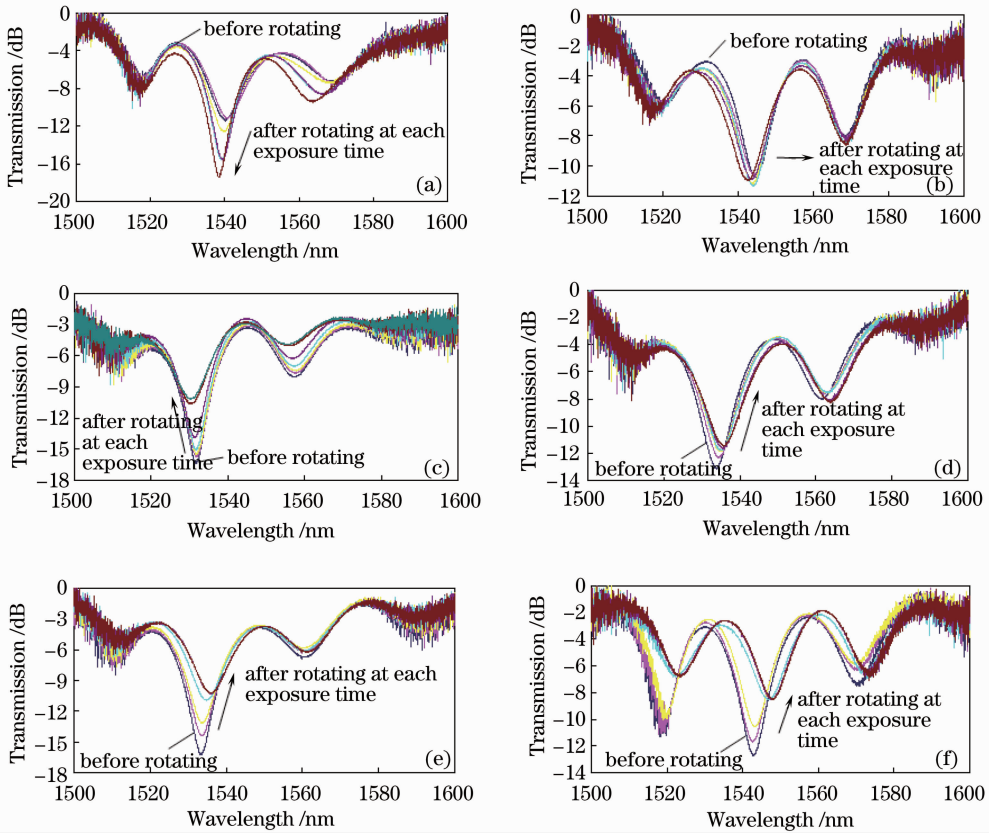 Transmission /dB
0
−4
−8
−12
−16
−20
before rotating
after rotating at each
exposure time
(a)
1500 1520 1540 1560 1580 1600
Wavelength /nm
Transmission /dB
0
−2
−4
−6
−8
−10
−12
before rotating
after rotating at
each exposure
time
(b)
1500 1520 1540 1560 1580 1600
Wavelength /nm
Transmission /dB
0
−3
−6
−9
−12
−15
−18
after rotating
at each
exposure time
before rotating
(c)
1500 1520 1540 1560 1580 1600
Wavelength /nm
Transmission /dB
0
−2
−4
−6
−8
−10
−12
−14
after rotating at
each exposure
time
before rotating
(d)
1500 1520 1540 1560 1580 1600
Wavelength /nm
Transmission /dB
0
−3
−6
−9
−12
−15
−18
after rotating at each
exposure time
before rotating
(e)
1500 1520 1540 1560 1580 1600
Wavelength /nm
Transmission /dB
0
−2
−4
−6
−8
−10
−12
−14
after rotating at
each exposure
time
before rotating
(f)
1500 1520 1540 1560 1580 1600
Wavelength /nm